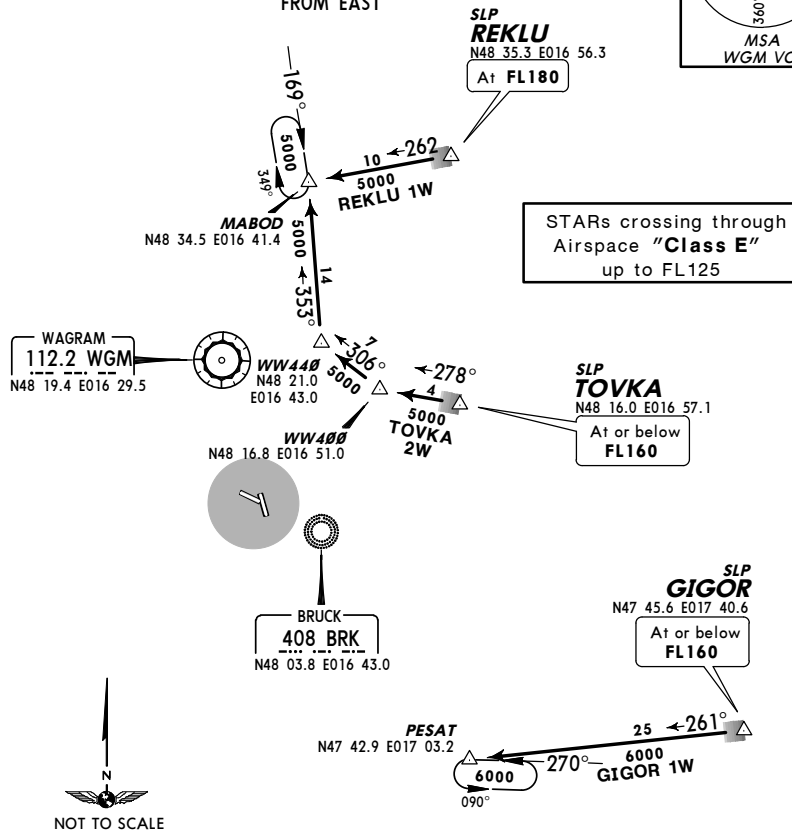 FROM EAST
SLP
REKLU
N48 35.3 E016 56.3
At FL180
360°
MSA
WGM VO
169°
5000
349°
10
262
5000
REKLU 1W
MABOD
N48 34.5 E016 41.4
5000
14
353°
STARs crossing through
Airspace "Class E"
up to FL125
WAGRAM
112.2 WGM
N48 19.4 E016 29.5
WW44Ø
N48 21.0
E016 43.0
7
306°
5000
278°
4
5000
TOVKA
2W
SLP
TOVKA
N48 16.0 E016 57.1
At or below
FL160
WW4ØØ
N48 16.8 E016 51.0
BRUCK
408 BRK
N48 03.8 E016 43.0
SLP
GIGOR
N47 45.6 E017 40.6
At or below
FL160
PESAT
N47 42.9 E017 03.2
25
261°
6000
GIGOR 1W
270°
6000
090°
N
NOT TO SCALE